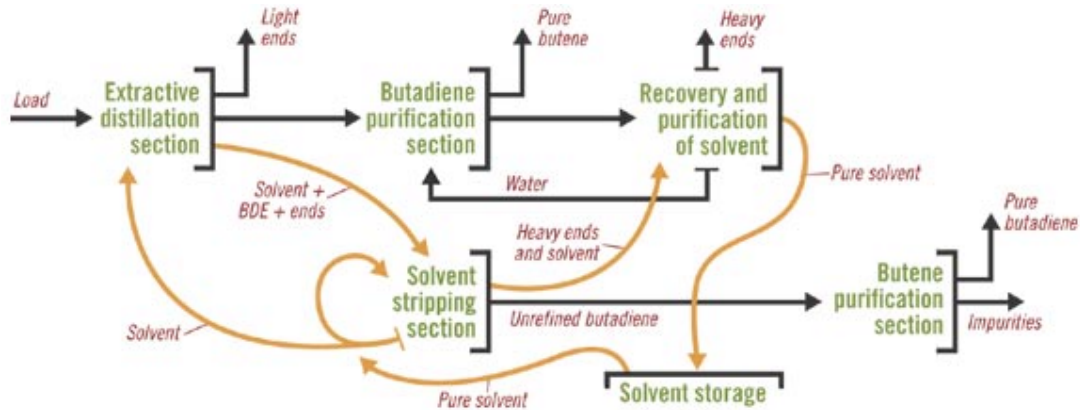 Light
ends
Pure
butene
Heavy
ends
Load
Extractive
distillation
section
Butadiene
purification
section
Recovery and
purification
of solvent
Water
Pure solvent
Solvent +
BDE + ends
Heavy ends
and solvent
Pure
butadiene
Solvent
stripping
section
Unrefined butadiene
Butene
purification
section
Impurities
Solvent
Pure solvent
Solvent storage